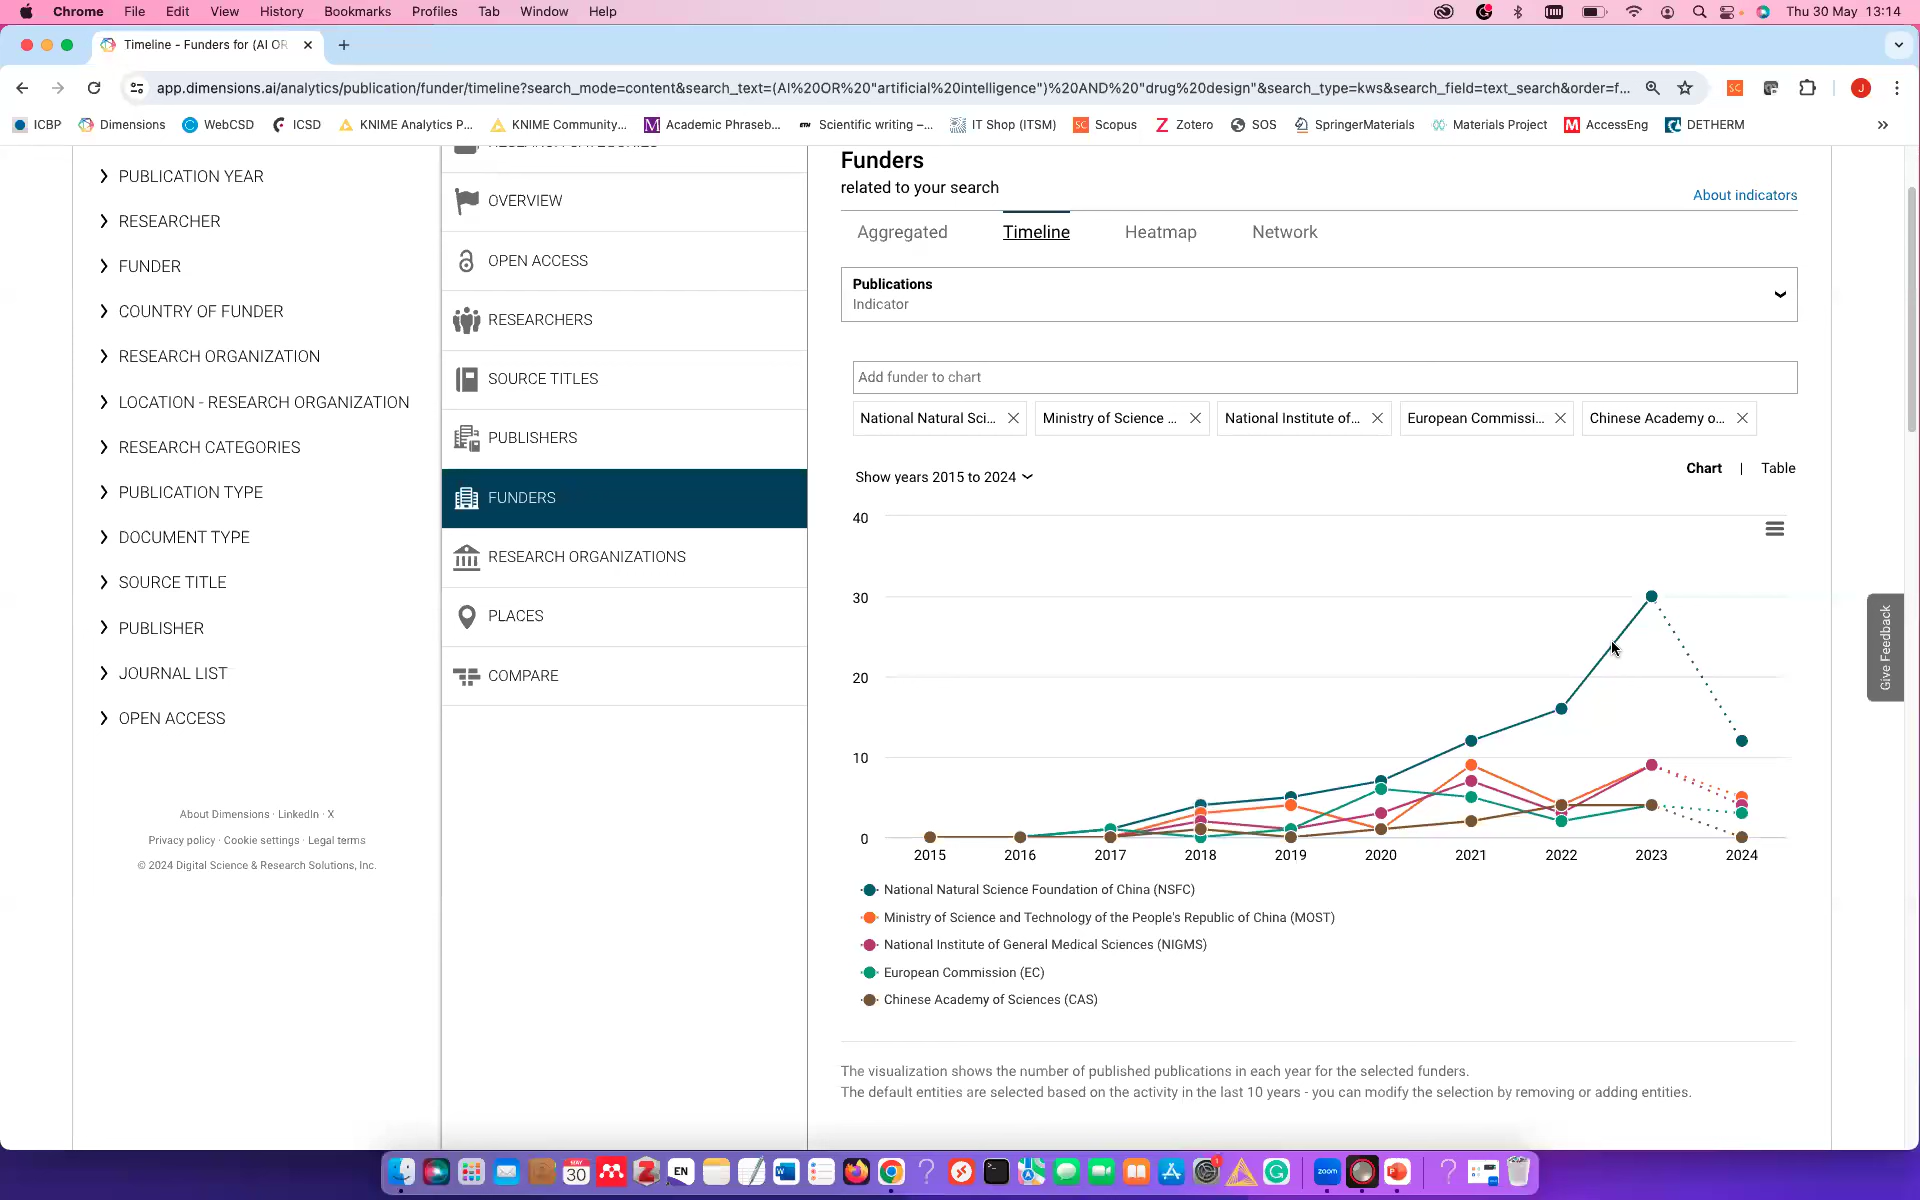 Chrome File Edit View History Bookmarks Profiles Tab Window Help Thu 30 May 13:14
Timeline - Funders for (AI OR
app.dimensions.ai/analytics/publication/funder/timeline?search_mode=content&search_text=(AI%20OR%20"artificial%20intelligence")%20AND%20"drug%20design"&search_type=kws&search_field=text_search&order=f...
ICBP Dimensions WebCSD ICSD KNIME Analytics P... KNIME Community... Academic Phraseb... Scientific writing –... IT Shop (ITSM) Scopus Zotero SOS SpringerMaterials Materials Project AccessEng DETHERM
PUBLICATION YEAR
RESEARCHER
FUNDER
COUNTRY OF FUNDER
RESEARCH ORGANIZATION
LOCATION - RESEARCH ORGANIZATION
RESEARCH CATEGORIES
PUBLICATION TYPE
DOCUMENT TYPE
SOURCE TITLE
PUBLISHER
JOURNAL LIST
OPEN ACCESS
About Dimensions · LinkedIn · X
Privacy policy · Cookie settings · Legal terms
© 2024 Digital Science & Research Solutions, Inc.
OVERVIEW
OPEN ACCESS
RESEARCHERS
SOURCE TITLES
PUBLISHERS
FUNDERS
RESEARCH ORGANIZATIONS
PLACES
COMPARE
Funders
related to your search
About indicators
Aggregated Timeline Heatmap Network
Publications
Indicator
Add funder to chart
National Natural Sci... Ministry of Science ... National Institute of... European Commissi... Chinese Academy o...
Show years 2015 to 2024
Chart | Table
40
30
20
10
0
2015 2016 2017 2018 2019 2020 2021 2022 2023 2024
National Natural Science Foundation of China (NSFC)
Ministry of Science and Technology of the People's Republic of China (MOST)
National Institute of General Medical Sciences (NIGMS)
European Commission (EC)
Chinese Academy of Sciences (CAS)
The visualization shows the number of published publications in each year for the selected funders.
The default entities are selected based on the activity in the last 10 years - you can modify the selection by removing or adding entities.
Give Feedback
MAY
30
EN
zoom